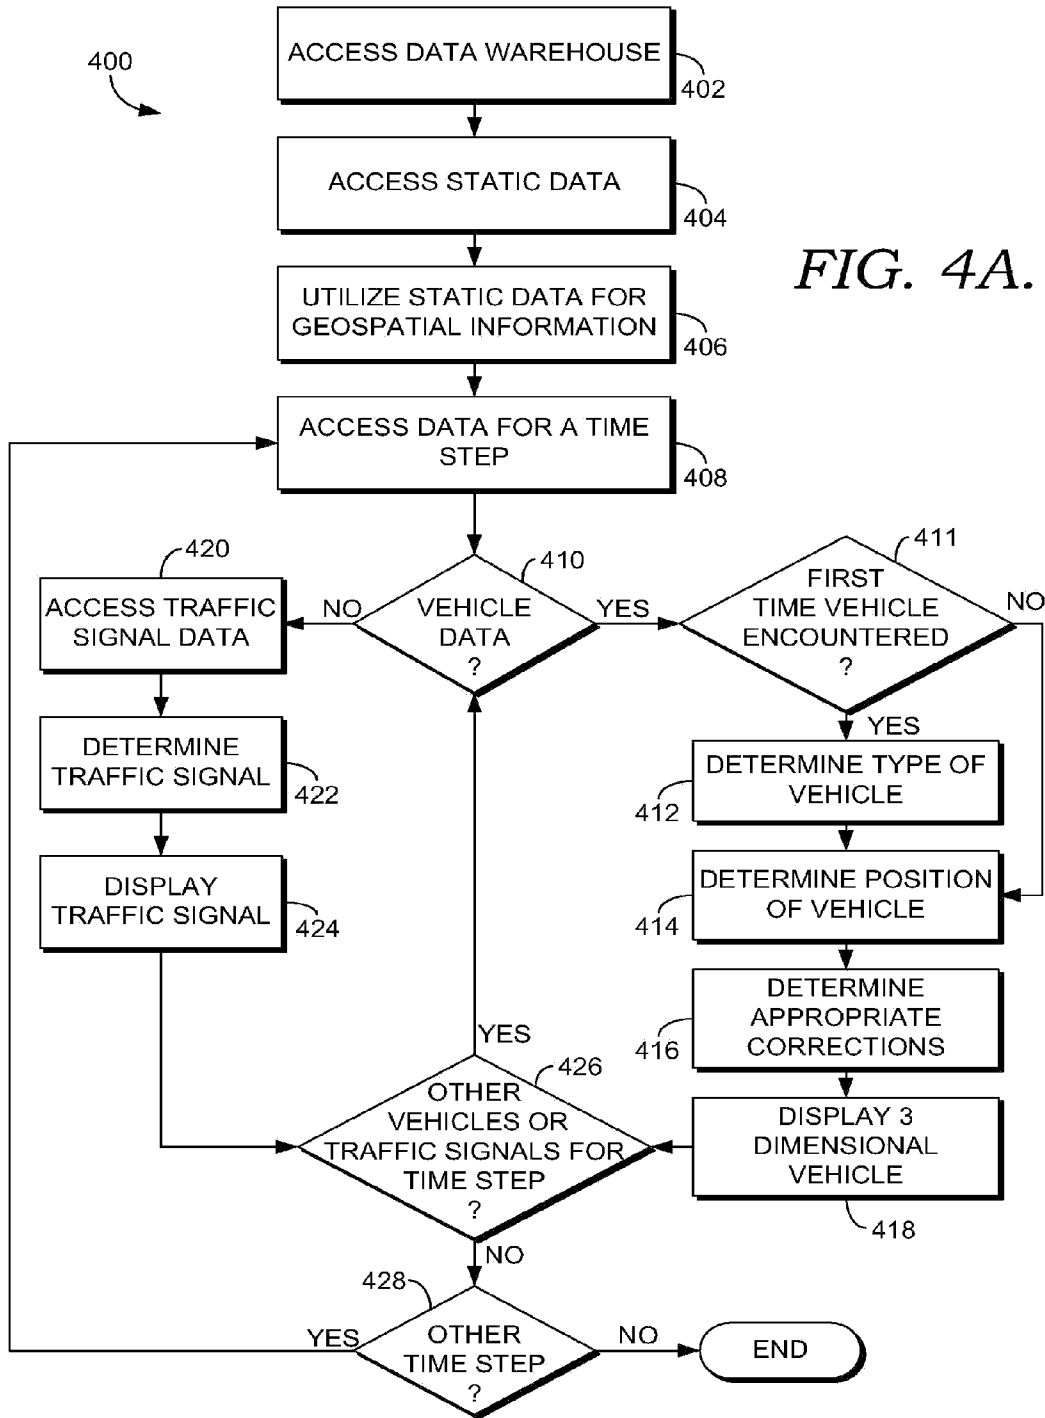 400
ACCESS DATA WAREHOUSE
402
ACCESS STATIC DATA
404
FIG. 4A.
UTILIZE STATIC DATA FOR
GEOSPATIAL INFORMATION
406
ACCESS DATA FOR A TIME
STEP
408
420
ACCESS TRAFFIC
SIGNAL DATA
NO
410
VEHICLE
DATA
?
YES
411
FIRST
TIME VEHICLE
ENCOUNTERED
?
NO
YES
DETERMINE
TRAFFIC SIGNAL
422
DETERMINE TYPE OF
VEHICLE
412
DISPLAY
TRAFFIC SIGNAL
424
DETERMINE POSITION
OF VEHICLE
414
DETERMINE
APPROPRIATE
CORRECTIONS
416
YES
426
OTHER
VEHICLES OR
TRAFFIC SIGNALS FOR
TIME STEP
?
DISPLAY 3
DIMENSIONAL
VEHICLE
418
NO
428
YES
OTHER
TIME STEP
?
NO
END